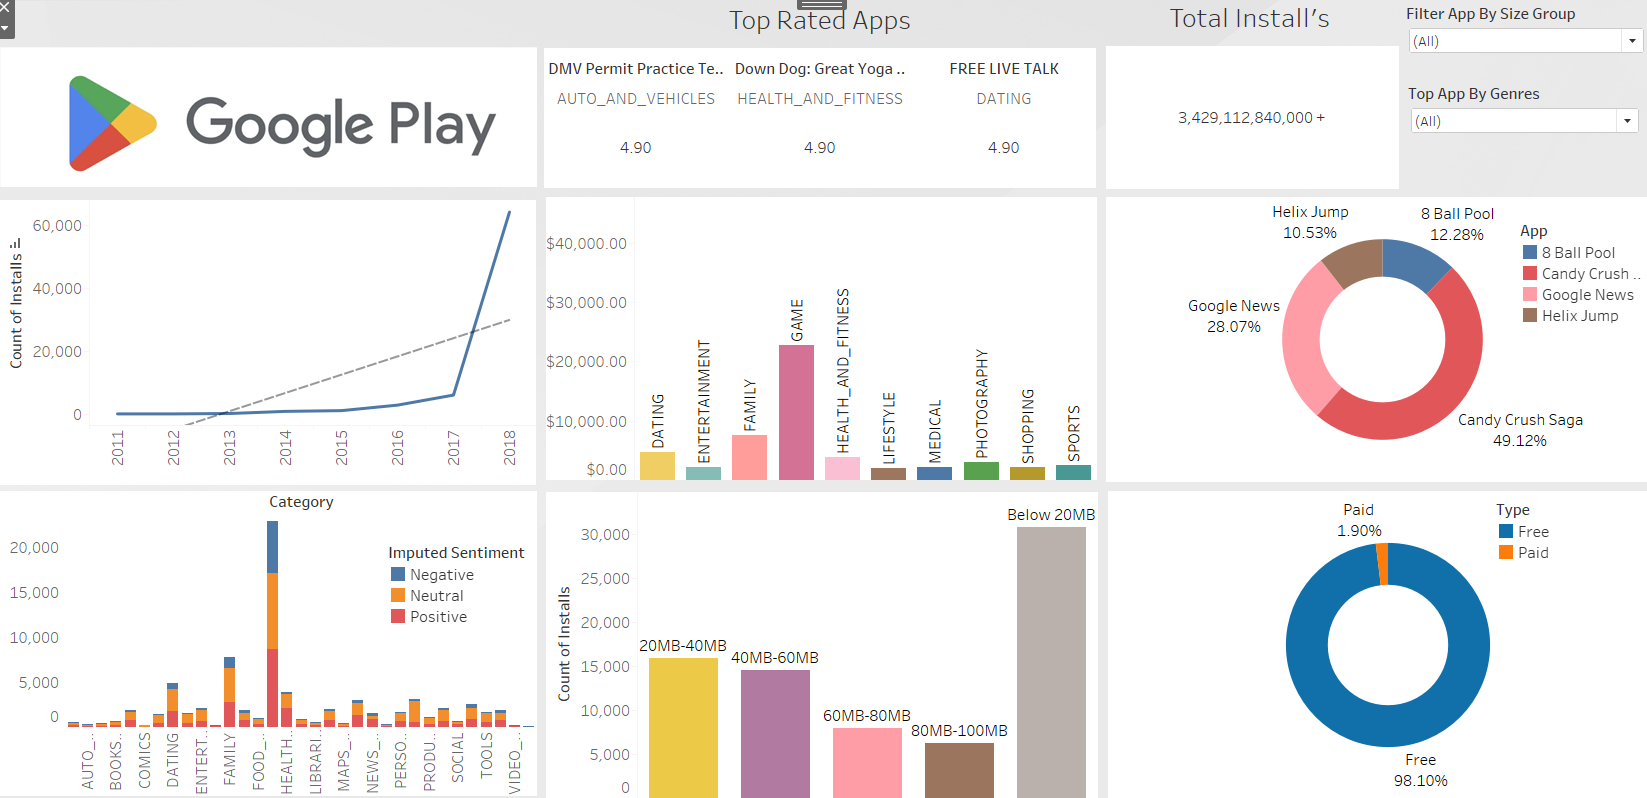 Top Rated Apps
Total Install's
Filter App By Size Group
(All)
Top App By Genres
(All)
Google Play
DMV Permit Practice Te..
Down Dog: Great Yoga ..
FREE LIVE TALK
AUTO_AND_VEHICLES
HEALTH_AND_FITNESS
DATING
4.90
4.90
4.90
3,429,112,840,000 +
Count of Installs
60,000
40,000
20,000
0
2011
2012
2013
2014
2015
2016
2017
2018
$40,000.00
$30,000.00
$20,000.00
$10,000.00
$0.00
DATING
ENTERTAINMENT
FAMILY
GAME
HEALTH_AND_FITNESS
LIFESTYLE
MEDICAL
PHOTOGRAPHY
SHOPPING
SPORTS
Helix Jump
10.53%
8 Ball Pool
12.28%
Google News
28.07%
Candy Crush Saga
49.12%
App
8 Ball Pool
Candy Crush ..
Google News
Helix Jump
Category
20,000
15,000
10,000
5,000
0
Imputed Sentiment
Negative
Neutral
Positive
AUTO_..
BOOKS..
COMICS
DATING
ENTERT..
FAMILY
FOOD_..
HEALTH..
LIBRARI..
MAPS_..
NEWS_..
PERSO..
PRODU..
SOCIAL
TOOLS
VIDEO_..
Count of Installs
30,000
25,000
20,000
15,000
10,000
5,000
0
20MB-40MB
40MB-60MB
60MB-80MB
80MB-100MB
Below 20MB
Paid
1.90%
Type
Free
Paid
Free
98.10%